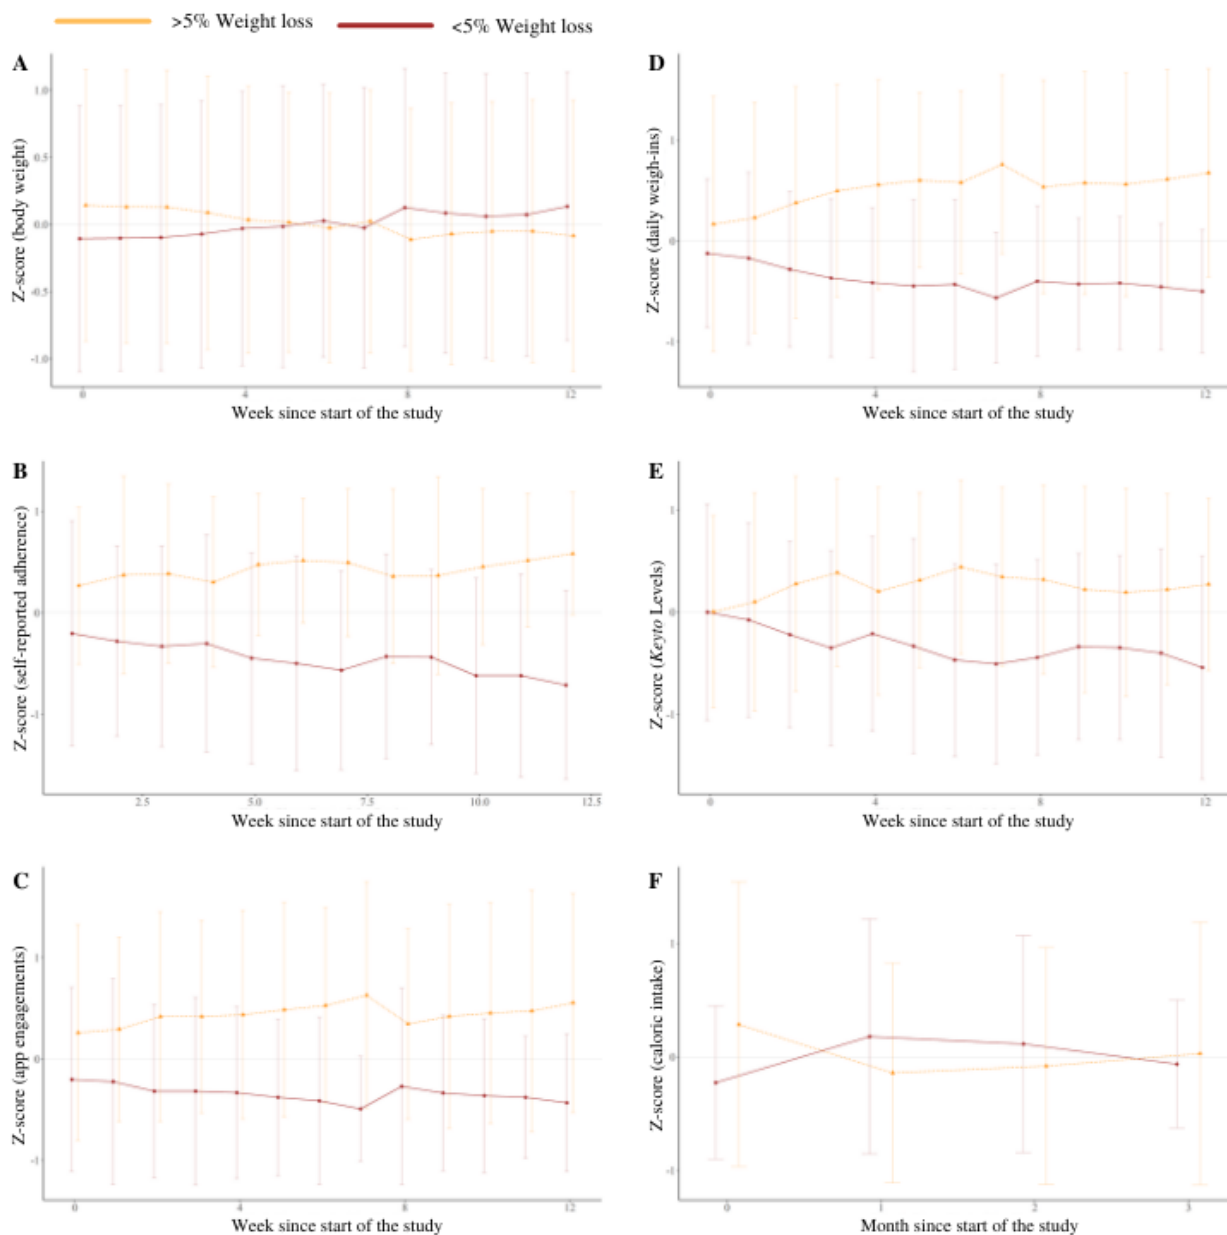 >5% Weight loss
<5% Weight loss
A
Z-score (body weight)
1.0
0.5
0.0
-0.5
-1.0
0
4
8
12
Week since start of the study
D
Z-score (daily weigh-ins)
1
0
-1
0
4
8
12
Week since start of the study
B
Z-score (self-reported adherence)
1
0
-1
2.5
5.0
7.5
10.0
12.5
Week since start of the study
E
Z-score (Keyto Levels)
1
0
-1
0
4
8
12
Week since start of the study
C
Z-score (app engagements)
1
0
-1
0
4
8
12
Week since start of the study
F
Z-score (caloric intake)
1
0
-1
0
1
2
3
Month since start of the study